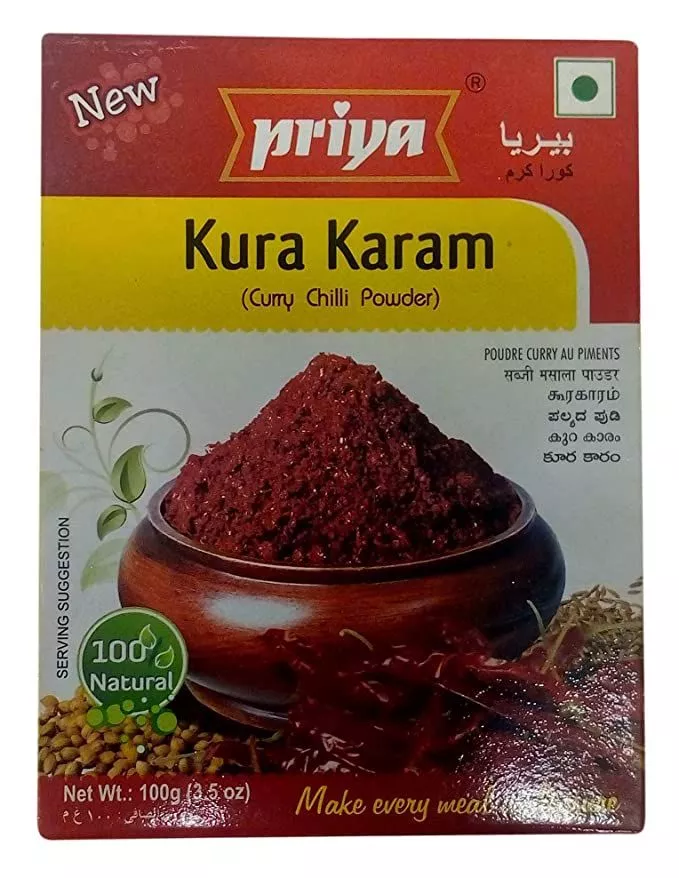 New
priya
®
بيريا
كورا كرم
Kura Karam
(Curry Chilli Powder)
POUDRE CURRY AU PIMENTS
सब्जी मसाला पाउडर
கூரகாரம்
ಪಲ್ಯದ ಪುಡಿ
കുറ കാരം
కూర కారం
SERVING SUGGESTION
100%
Natural
Net Wt.: 100g (3.5 oz)
١٠٠ ع م
Make every meal